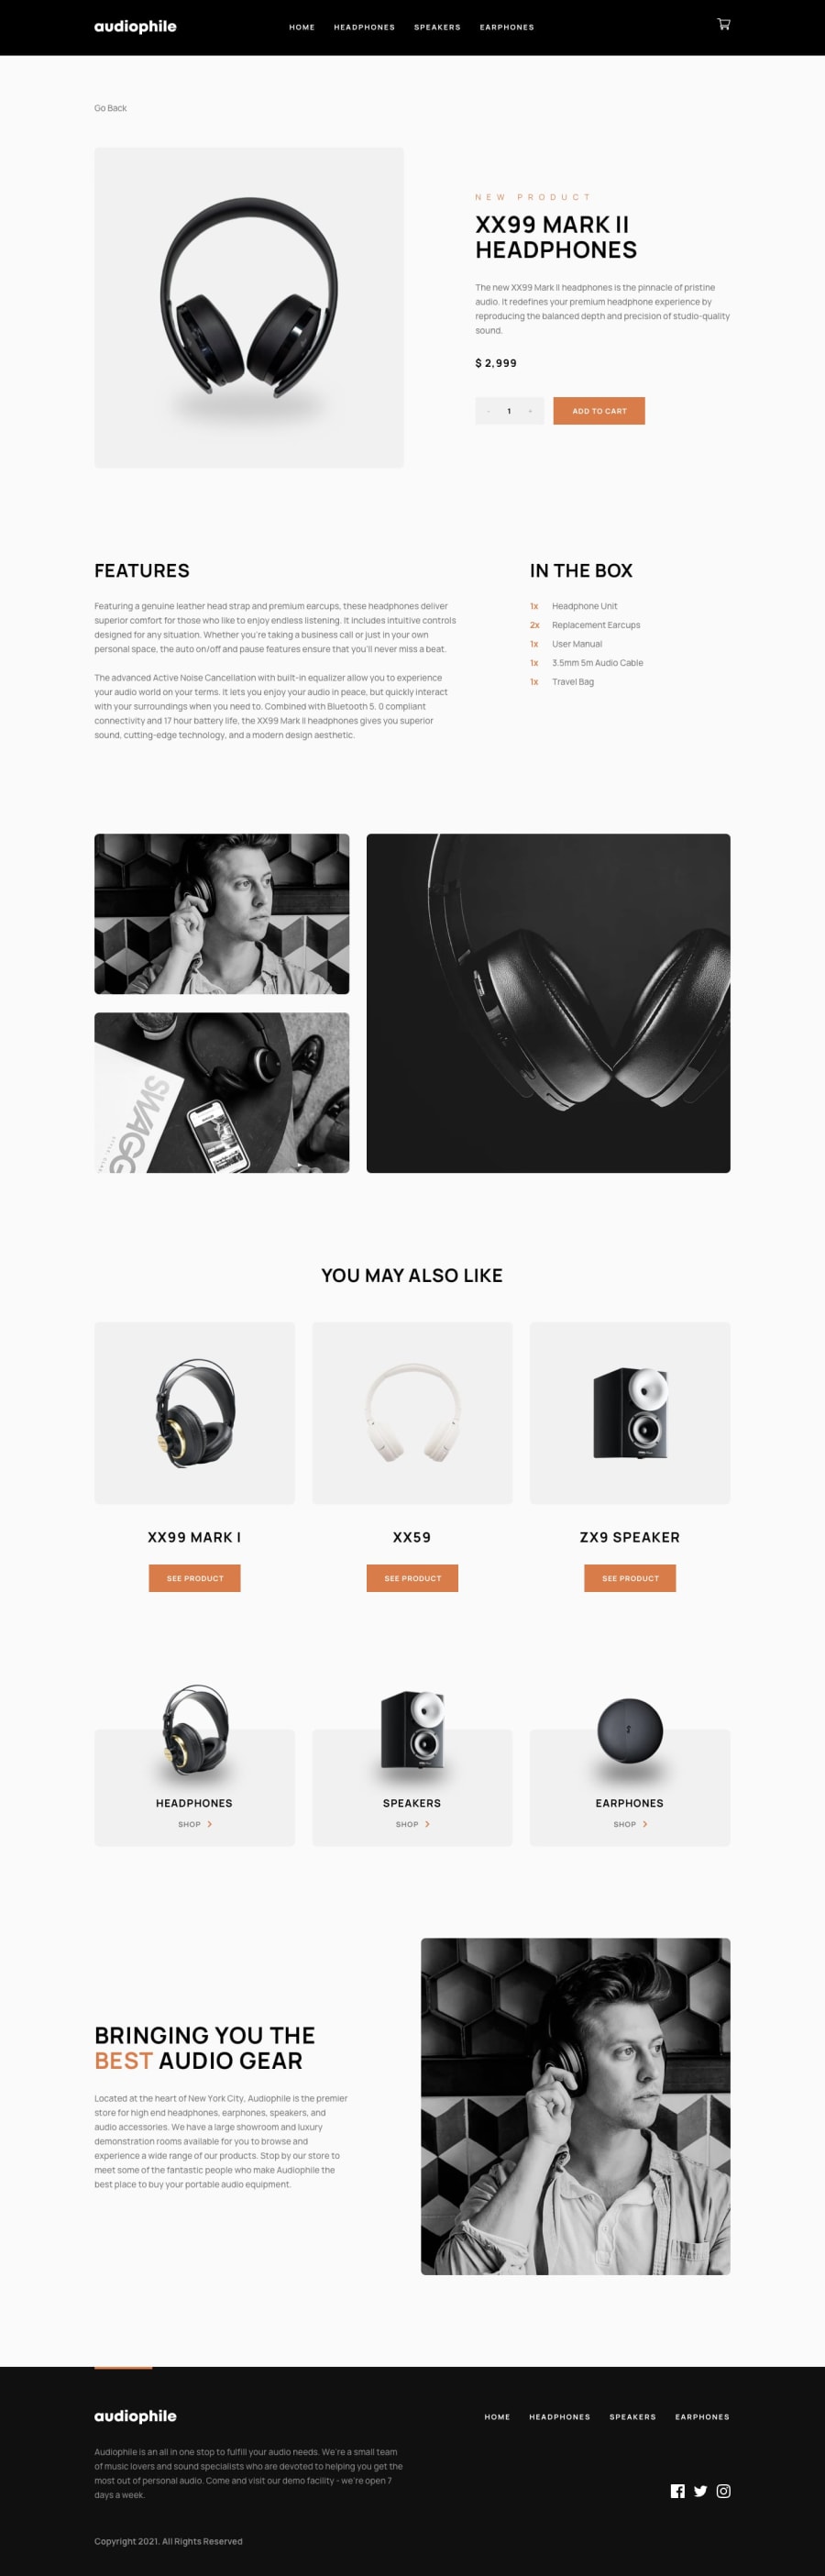 audiophile
HOME HEADPHONES SPEAKERS EARPHONES
Go Back
NEW PRODUCT
XX99 MARK II
HEADPHONES
The new XX99 Mark II headphones is the pinnacle of pristine
audio. It redefines your premium headphone experience by
reproducing the balanced depth and precision of studio-quality
sound.
$ 2,999
- 1 +
ADD TO CART
FEATURES
Featuring a genuine leather head strap and premium earcups, these headphones deliver
superior comfort for those who like to enjoy endless listening. It includes intuitive controls
designed for any situation. Whether you're taking a business call or just in your own
personal space, the auto on/off and pause features ensure that you'll never miss a beat.
The advanced Active Noise Cancellation with built-in equalizer allow you to experience
your audio world on your terms. It lets you enjoy your audio in peace, but quickly interact
with your surroundings when you need to. Combined with Bluetooth 5. 0 compliant
connectivity and 17 hour battery life, the XX99 Mark II headphones gives you superior
sound, cutting-edge technology, and a modern design aesthetic.
IN THE BOX
1x Headphone Unit
2x Replacement Earcups
1x User Manual
1x 3.5mm 5m Audio Cable
1x Travel Bag
SWAGG
YOU MAY ALSO LIKE
XX99 MARK I
SEE PRODUCT
XX59
SEE PRODUCT
ZX9 SPEAKER
SEE PRODUCT
HEADPHONES
SHOP
SPEAKERS
SHOP
EARPHONES
SHOP
BRINGING YOU THE
BEST AUDIO GEAR
Located at the heart of New York City, Audiophile is the premier
store for high end headphones, earphones, speakers, and
audio accessories. We have a large showroom and luxury
demonstration rooms available for you to browse and
experience a wide range of our products. Stop by our store to
meet some of the fantastic people who make Audiophile the
best place to buy your portable audio equipment.
audiophile
HOME HEADPHONES SPEAKERS EARPHONES
Audiophile is an all in one stop to fulfill your audio needs. We're a small team
of music lovers and sound specialists who are devoted to helping you get the
most out of personal audio. Come and visit our demo facility - we're open 7
days a week.
Copyright 2021. All Rights Reserved